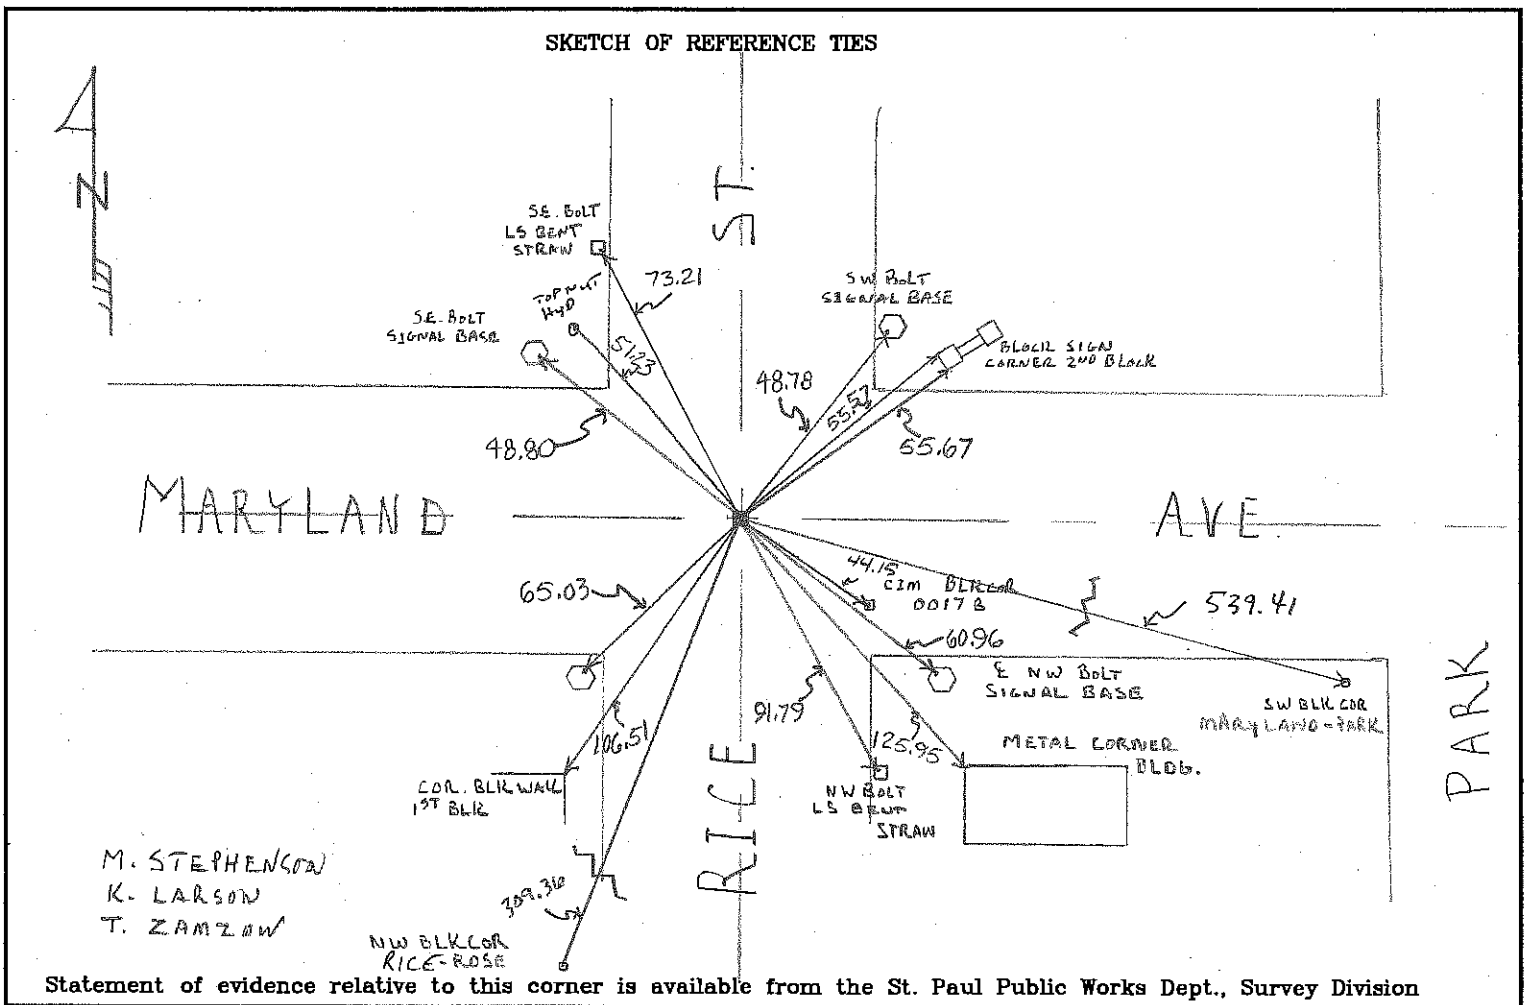 SKETCH OF REFERENCE TIES
N
ST.
SE. BOLT
LS BENT
STRAW
73.21
TOP NUT
HYD
51.23
SE. BOLT
SIGNAL BASE
48.80
SW BOLT
SIGNAL BASE
BLOCK SIGN
CORNER 2ND BLOCK
48.78
55.57
55.67
MARYLAND
AVE.
44.15
CIM BLKCOR
0017B
65.03
539.41
60.96
NW BOLT
SIGNAL BASE
SW BLK COR
MARYLAND-PARK
PARK
91.79
125.95
106.51
METAL CORNER
BLDG.
COR. BLK WALK
1ST BLK
NW BOLT
LS BENT
STRAW
RICE
M. STEPHENSON
K. LARSON
T. ZAMZOW
309.36
NW BLKCOR
RICE-ROSE
Statement of evidence relative to this corner is available from the St. Paul Public Works Dept., Survey Division